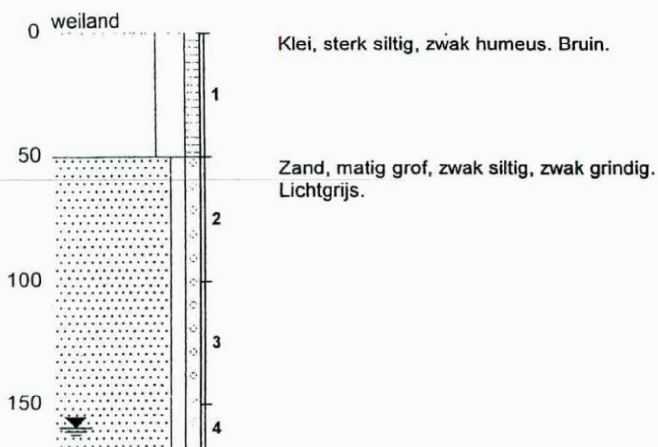 weiland
0
Klei, sterk siltig, zwak humeus. Bruin.
1
50
Zand, matig grof, zwak siltig, zwak grindig.
Lichtgrijs.
2
100
3
150
4